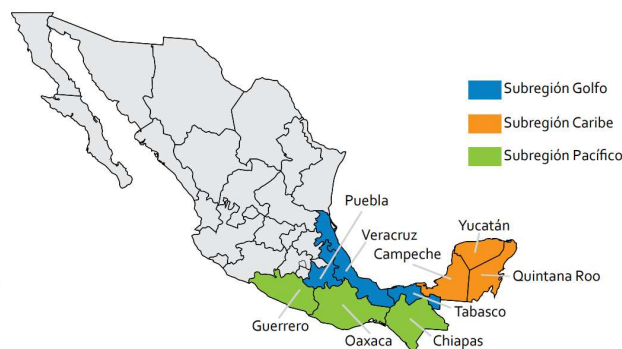 Subregión Golfo
Subregión Caribe
Subregión Pacífico
Puebla
Yucatán
Veracruz
Campeche
Quintana Roo
Tabasco
Guerrero
Oaxaca
Chiapas